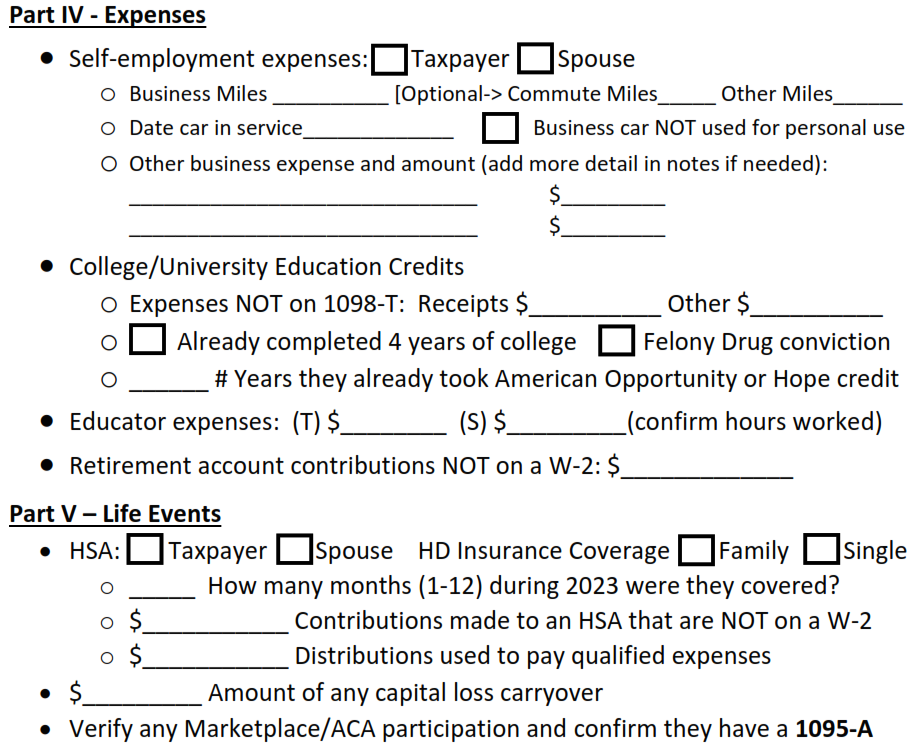 Part IV - Expenses
● Self-employment expenses: Taxpayer Spouse
○ Business Miles __________ [Optional-> Commute Miles_____ Other Miles______
○ Date car in service_____________ Business car NOT used for personal use
○ Other business expense and amount (add more detail in notes if needed):
______________________________ $_________
______________________________ $_________
● College/University Education Credits
○ Expenses NOT on 1098-T: Receipts $__________ Other $__________
○ Already completed 4 years of college Felony Drug conviction
○ ______ # Years they already took American Opportunity or Hope credit
● Educator expenses: (T) $________ (S) $_________(confirm hours worked)
● Retirement account contributions NOT on a W-2: $_____________
Part V – Life Events
● HSA: Taxpayer Spouse HD Insurance Coverage Family Single
○ _____ How many months (1-12) during 2023 were they covered?
○ $___________ Contributions made to an HSA that are NOT on a W-2
○ $___________ Distributions used to pay qualified expenses
● $_________ Amount of any capital loss carryover
● Verify any Marketplace/ACA participation and confirm they have a 1095-A